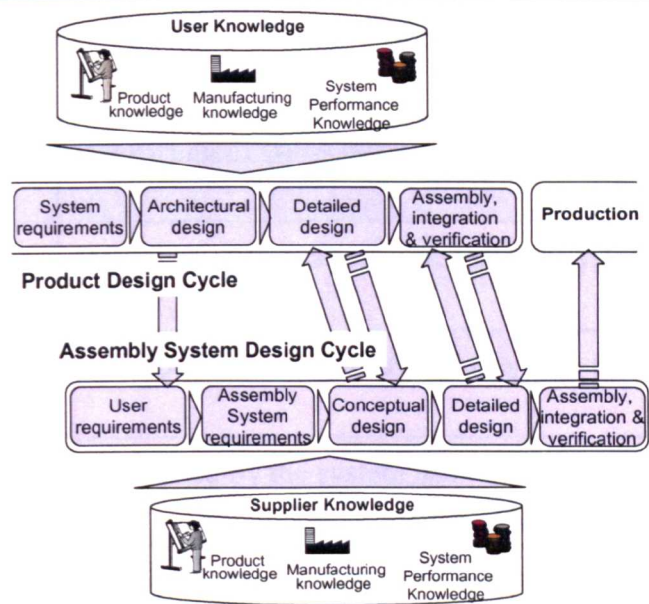 User Knowledge
Product
knowledge
Manufacturing
knowledge
System
Performance
Knowledge
System
requirements
Architectural
design
Detailed
design
Assembly,
integration
& verification
Production
Product Design Cycle
Assembly System Design Cycle
User
requirements
Assembly
System
requirements
Conceptual
design
Detailed
design
Assembly,
integration &
verification
Supplier Knowledge
Product
knowledge
Manufacturing
knowledge
System
Performance
Knowledge